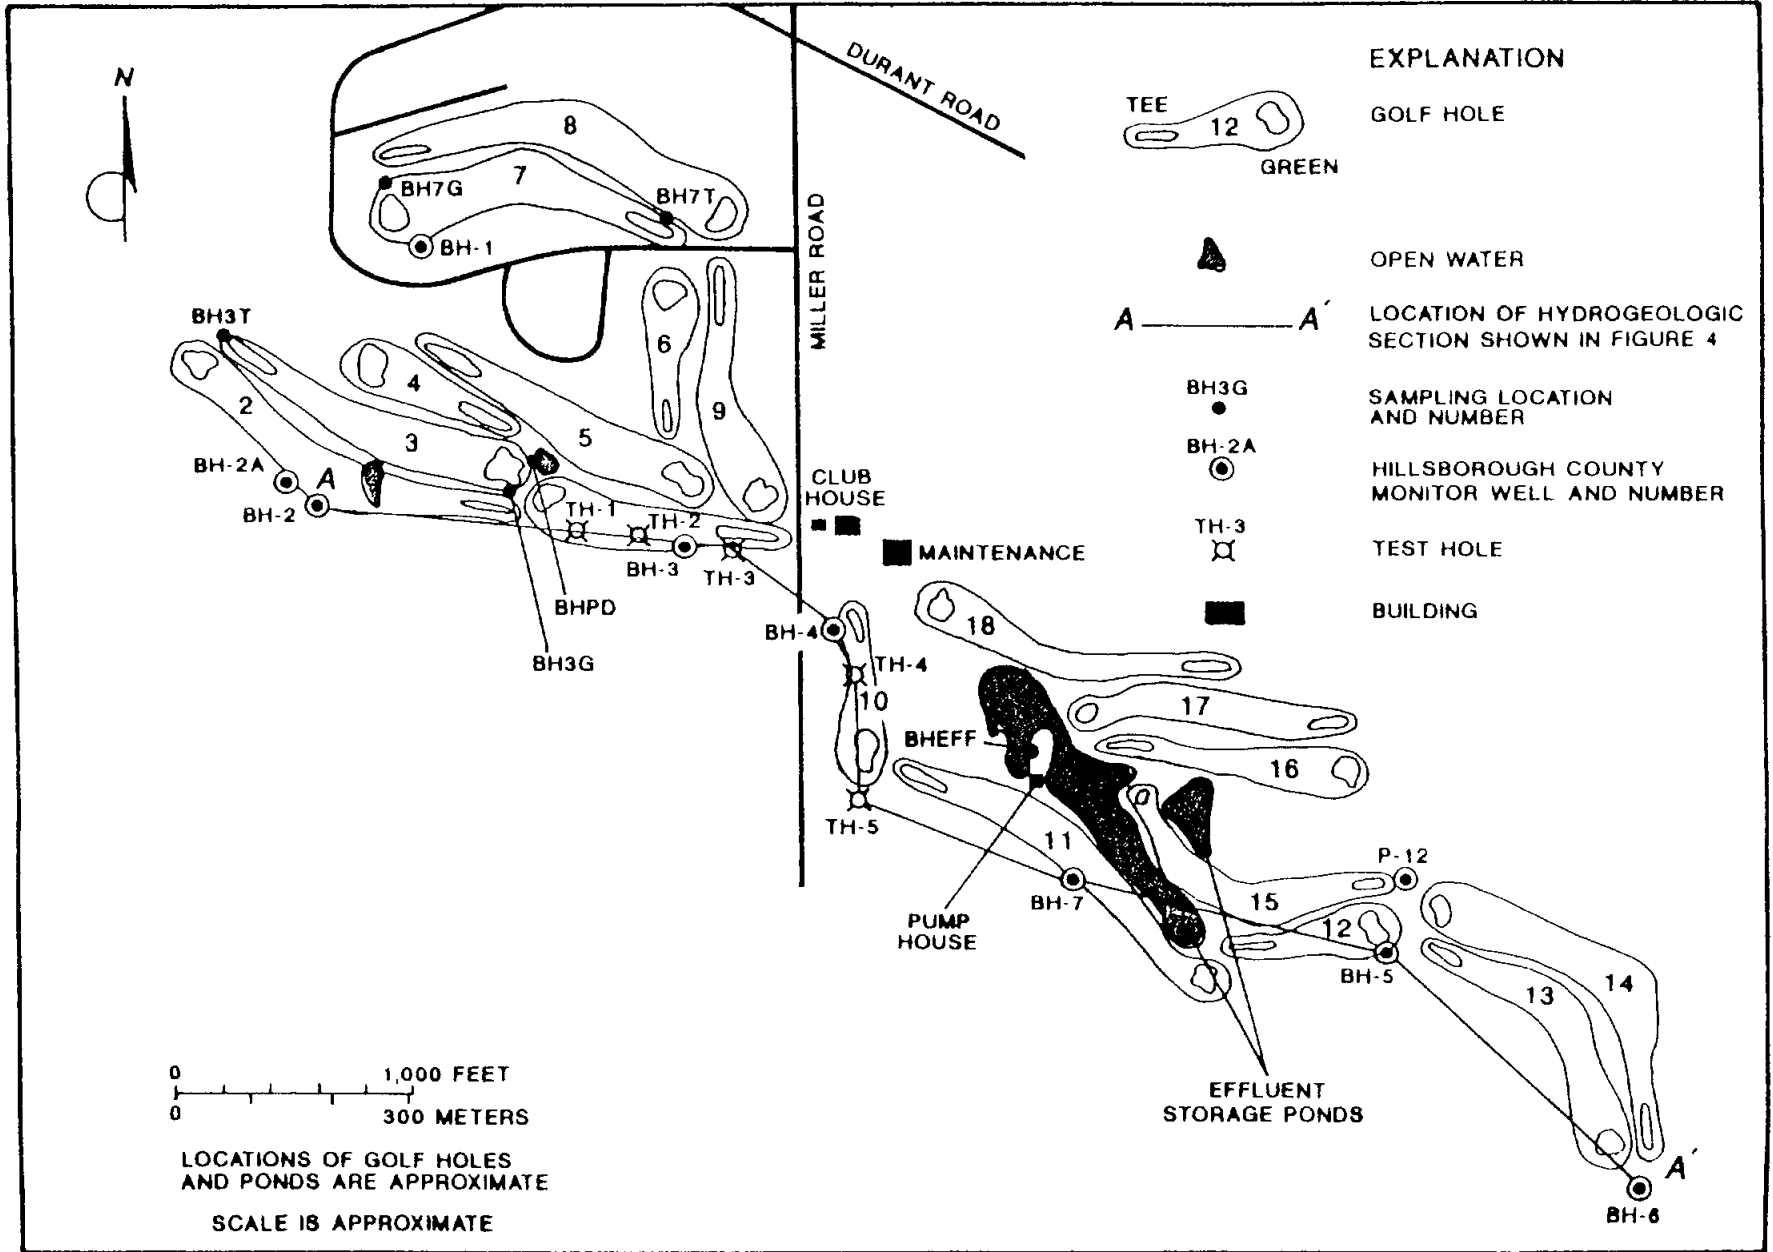 N
DURANT ROAD
MILLER ROAD
8
7
BH7G
BH7T
BH-1
BH3T
2
4
3
5
6
9
BH-2A
A
BH-2
TH-1
TH-2
BH-3
TH-3
BHPD
BH3G
CLUB
HOUSE
MAINTENANCE
BH-4
TH-4
10
TH-5
18
17
16
BHEFF
11
BH-7
PUMP
HOUSE
15
12
P-12
BH-5
13
14
EFFLUENT
STORAGE PONDS
A′
BH-6
EXPLANATION
TEE
12
GREEN
GOLF HOLE
OPEN WATER
A A′
LOCATION OF HYDROGEOLOGIC
SECTION SHOWN IN FIGURE 4
BH3G
SAMPLING LOCATION
AND NUMBER
BH-2A
HILLSBOROUGH COUNTY
MONITOR WELL AND NUMBER
TH-3
TEST HOLE
BUILDING
0 1,000 FEET
0 300 METERS
LOCATIONS OF GOLF HOLES
AND PONDS ARE APPROXIMATE
SCALE IS APPROXIMATE